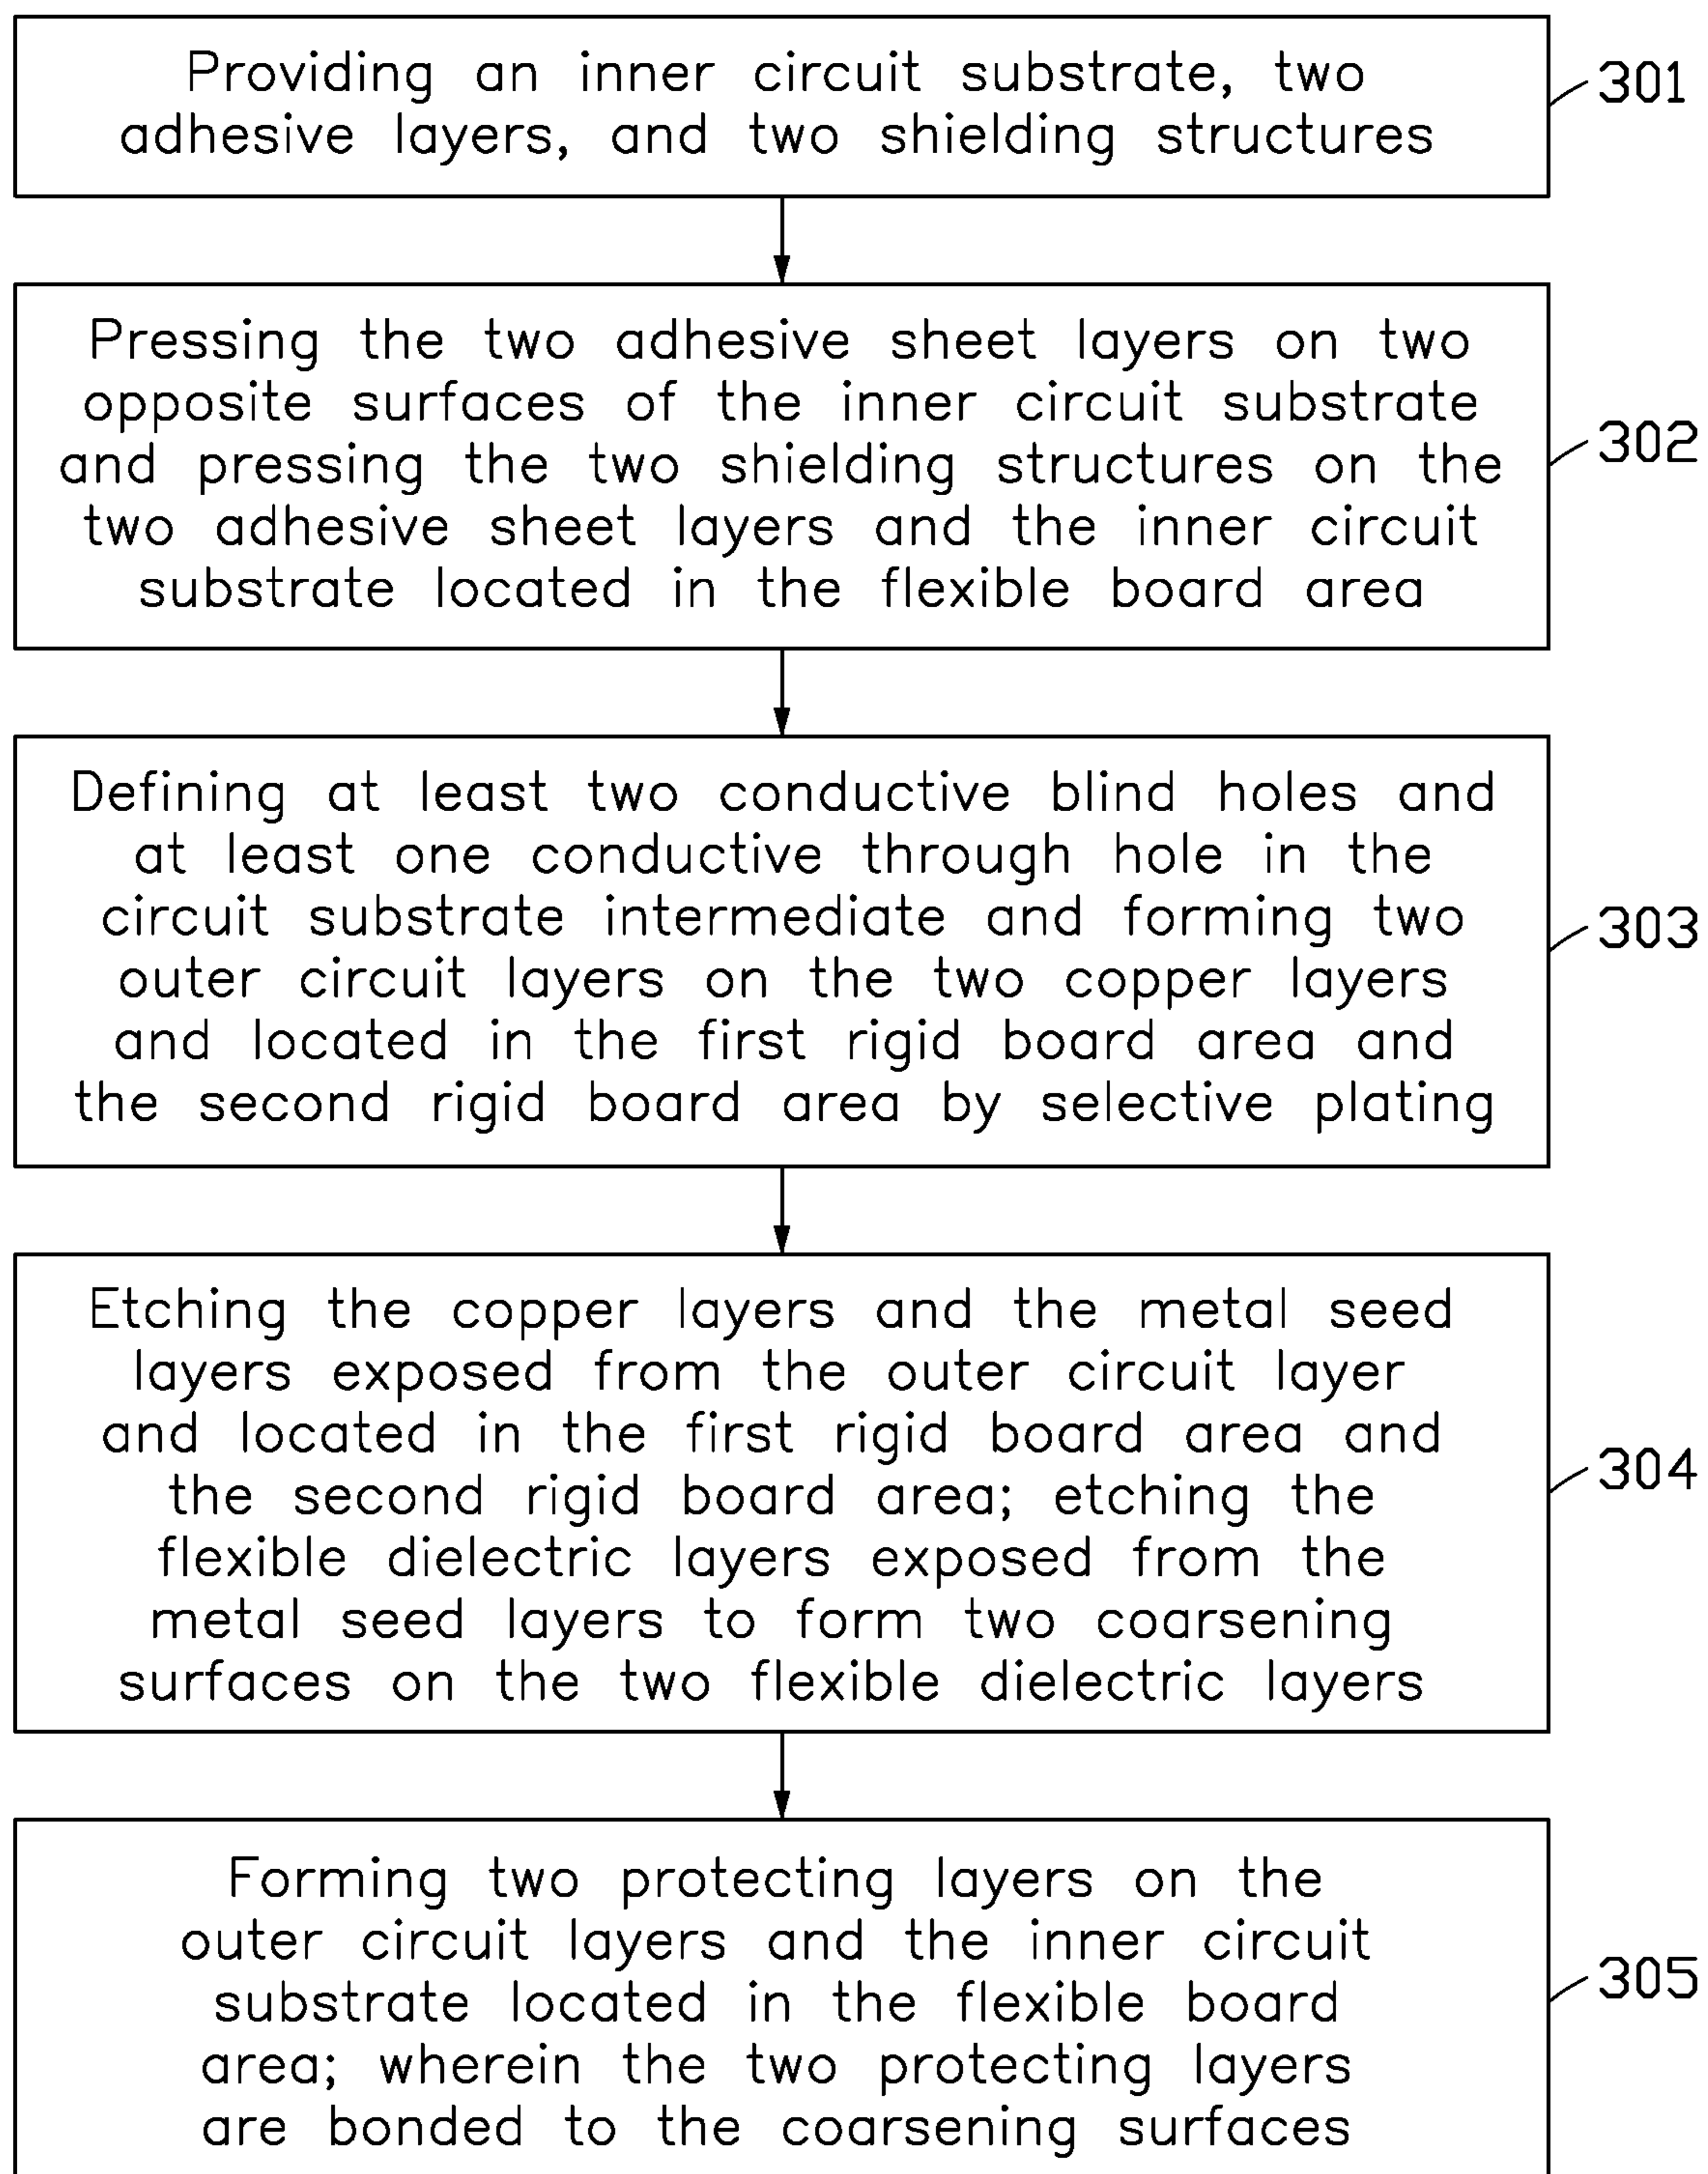 Providing an inner circuit substrate, two
adhesive layers, and two shielding structures
301
Pressing the two adhesive sheet layers on two
opposite surfaces of the inner circuit substrate
and pressing the two shielding structures on the
two adhesive sheet layers and the inner circuit
substrate located in the flexible board area
302
Defining at least two conductive blind holes and
at least one conductive through hole in the
circuit substrate intermediate and forming two
outer circuit layers on the two copper layers
and located in the first rigid board area and
the second rigid board area by selective plating
303
Etching the copper layers and the metal seed
layers exposed from the outer circuit layer
and located in the first rigid board area and
the second rigid board area; etching the
flexible dielectric layers exposed from the
metal seed layers to form two coarsening
surfaces on the two flexible dielectric layers
304
Forming two protecting layers on the
outer circuit layers and the inner circuit
substrate located in the flexible board
area; wherein the two protecting layers
are bonded to the coarsening surfaces
305